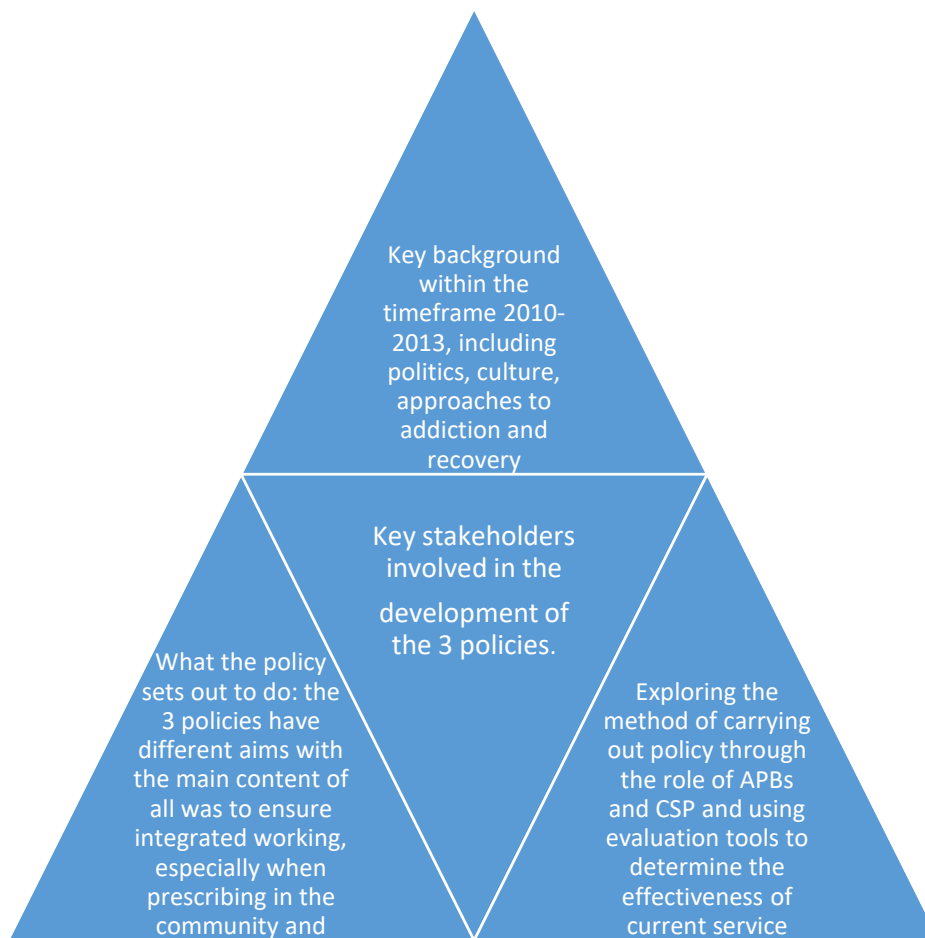 Key background
within the
timeframe 2010-
2013, including
politics, culture,
approaches to
addiction and
recovery
Key stakeholders
involved in the
development of
the 3 policies.
What the policy
sets out to do: the
3 policies have
different aims with
the main content of
all was to ensure
integrated working,
especially when
prescribing in the
community and
Exploring the
method of carrying
out policy through
the role of APBs
and CSP and using
evaluation tools to
determine the
effectiveness of
current service